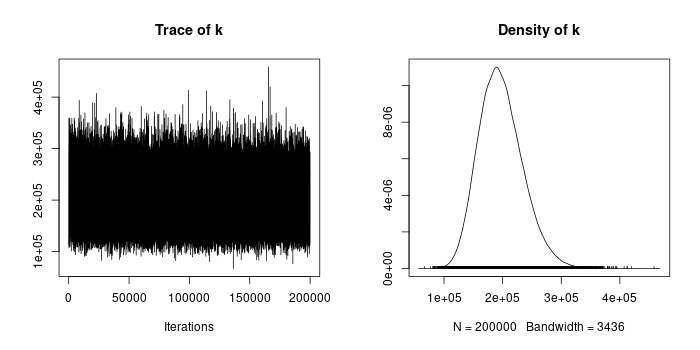 Trace of k
4e+05
3e+05
2e+05
1e+05
0
50000
100000
150000
200000
Iterations
Density of k
8e-06
4e-06
0e+00
1e+05
2e+05
3e+05
4e+05
N = 200000 Bandwidth = 3436